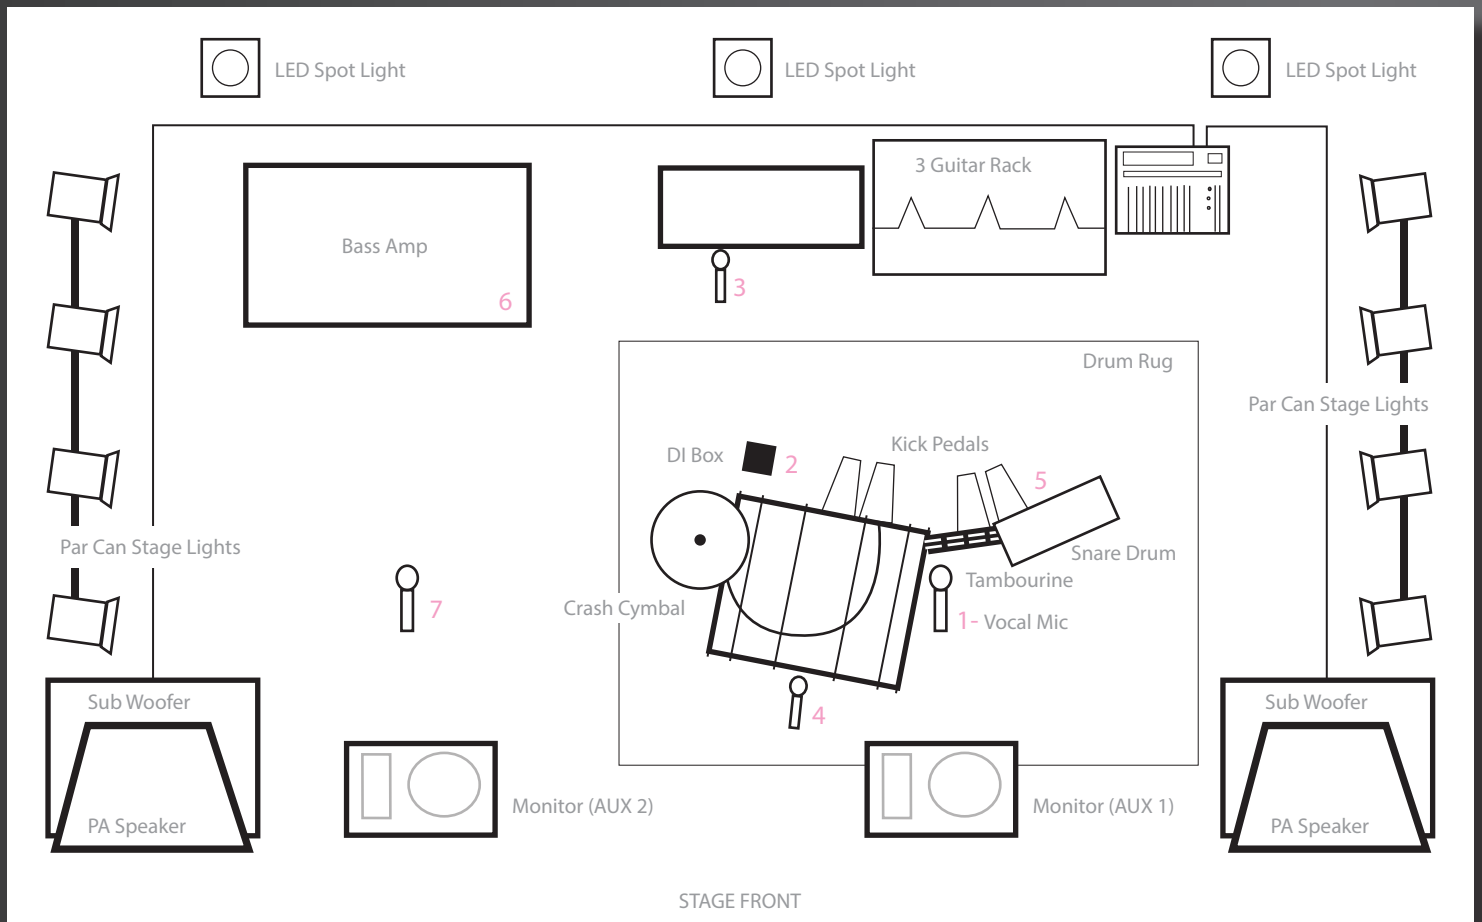 LED Spot Light
LED Spot Light
LED Spot Light
3 Guitar Rack
Bass Amp
6
3
Drum Rug
Par Can Stage Lights
Kick Pedals
DI Box
2
5
Par Can Stage Lights
Snare Drum
Tambourine
Crash Cymbal
7
1- Vocal Mic
Sub Woofer
4
Sub Woofer
Monitor (AUX 2)
Monitor (AUX 1)
PA Speaker
PA Speaker
STAGE FRONT